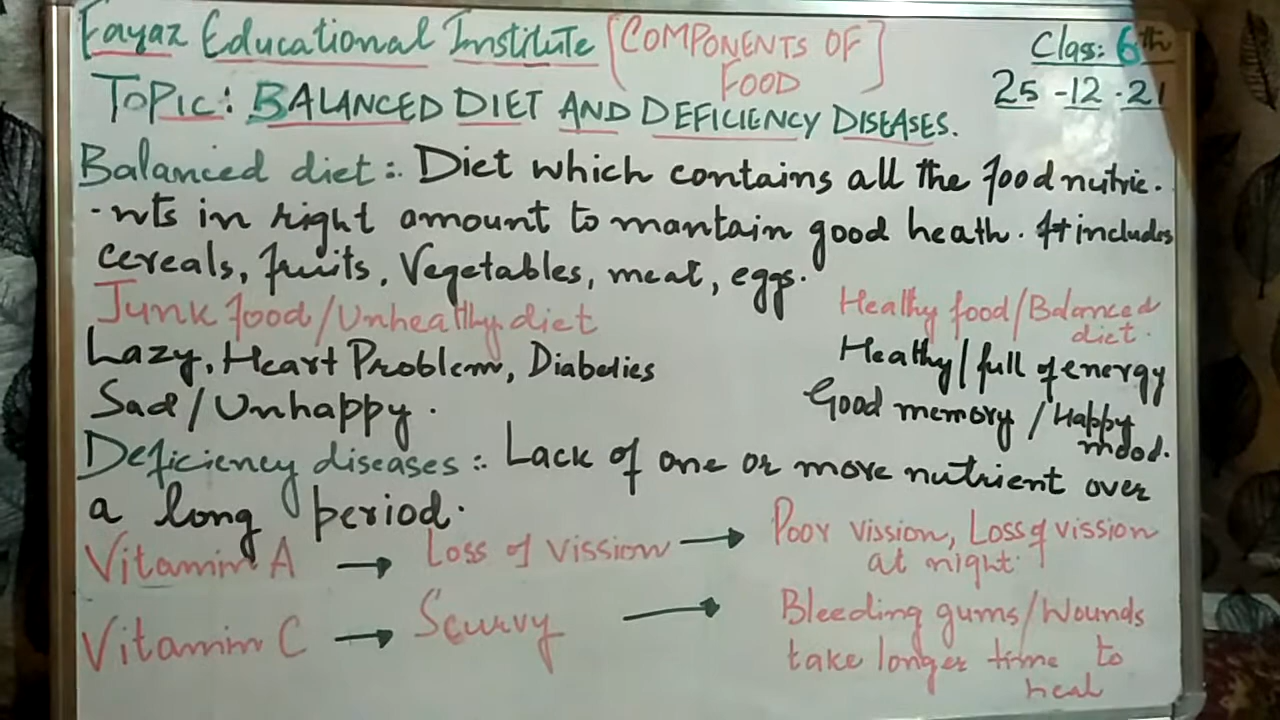 Fayaz Educational Institute [COMPONENTS OF FOOD] Class: 6th
25-12-21
TOPIC: BALANCED DIET AND DEFICIENCY DISEASES.
Balanced diet:. Diet which contains all the food nutrie.
-nts in right amount to mantain good heath. It includes
cereals, fruits, Vegetables, meat, eggs.
Junk food/Unhealthy diet
Healthy food/Balanced diet.
Lazy, Heart Problem, Diabeties
Healthy/full of energy
Sad/Unhappy.
Good memory/Happy mood.
Deficiency diseases:. Lack of one or more nutrient over
a long period.
Vitamin A → Loss of vission → Poor vission, Loss of vission
at night.
Vitamin C → Scurvy → Bleeding gums/Wounds
take longer time to
heal